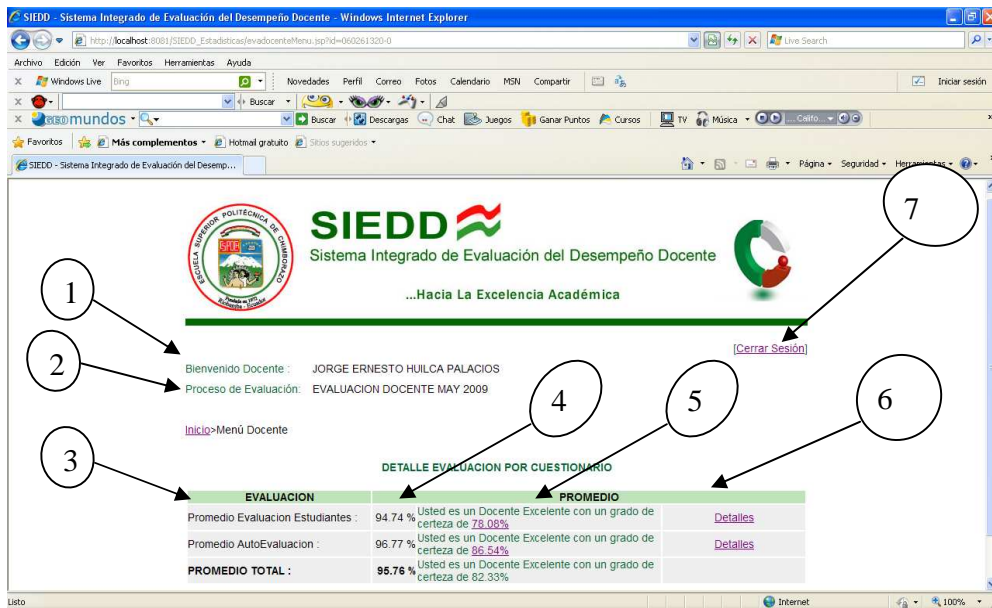 SIEDD - Sistema Integrado de Evaluación del Desempeño Docente - Windows Internet Explorer
http://localhost:8081/SIEDD_Estadisticas/evadocenteMenu.jsp?id=060261320-0
Live Search
Archivo Edición Ver Favoritos Herramientas Ayuda
X Windows Live Bing Novedades Perfil Correo Fotos Calendario MSN Compartir Iniciar sesión
X Buscar
X GEOmundos Buscar Descargas Chat Juegos Ganar Puntos Cursos TV Música ...Califo...
Favoritos Más complementos Hotmail gratuito Sitios sugeridos
SIEDD - Sistema Integrado de Evaluación del Desemp...
Página Seguridad Herramientas
7
ESCUELA SUPERIOR POLITÉCNICA DE CHIMBORAZO
ESPOCH
SIEDD
Sistema Integrado de Evaluación del Desempeño Docente
...Hacia La Excelencia Académica
1
[Cerrar Sesión]
2
Bienvenido Docente : JORGE ERNESTO HUILCA PALACIOS
Proceso de Evaluación: EVALUACION DOCENTE MAY 2009
4
5
6
Inicio>Menú Docente
3
DETALLE EVALUACION POR CUESTIONARIO
EVALUACION PROMEDIO
Promedio Evaluacion Estudiantes : 94.74 % Usted es un Docente Excelente con un grado de
certeza de 78.08% Detalles
Promedio AutoEvaluacion : 96.77 % Usted es un Docente Excelente con un grado de
certeza de 86.54% Detalles
PROMEDIO TOTAL : 95.76 % Usted es un Docente Excelente con un grado de
certeza de 82.33%
Listo Internet 100%